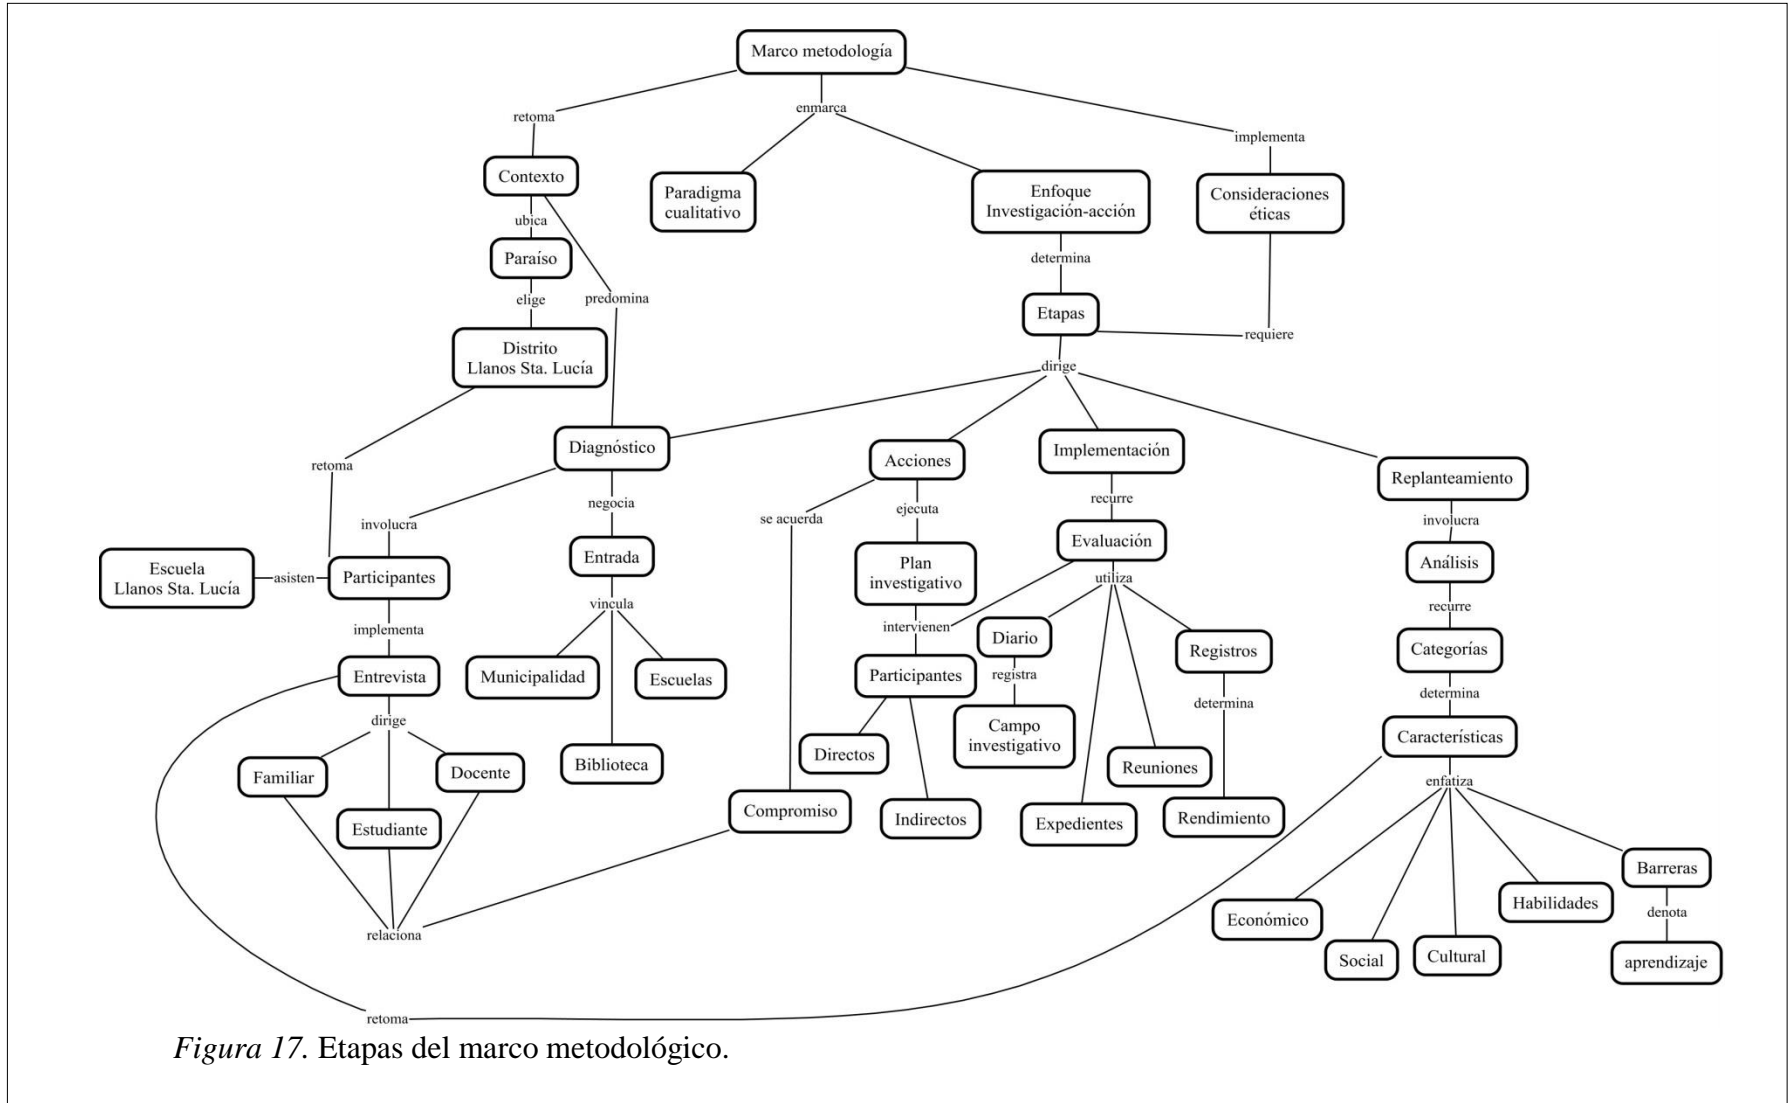 Marco metodología
retoma
enmarca
implementa
Contexto
Paradigma
cualitativo
Enfoque
Investigación-acción
Consideraciones
éticas
ubica
Paraíso
determina
elige
predomina
Etapas
requiere
Distrito
Llanos Sta. Lucía
dirige
Diagnóstico
Acciones
Implementación
Replanteamiento
retoma
involucra
negocia
se acuerda
ejecuta
recurre
involucra
Escuela
Llanos Sta. Lucía
asisten
Participantes
Entrada
Plan
investigativo
Evaluación
Análisis
utiliza
vincula
recurre
implementa
intervienen
Diario
Registros
Categorías
Entrevista
Municipalidad
Escuelas
Participantes
registra
determina
determina
dirige
Campo
investigativo
Características
Familiar
Docente
Biblioteca
Directos
Reuniones
enfatiza
Estudiante
Compromiso
Indirectos
Expedientes
Rendimiento
Barreras
Económico
Habilidades
denota
relaciona
Social
Cultural
aprendizaje
retoma
Figura 17. Etapas del marco metodológico.